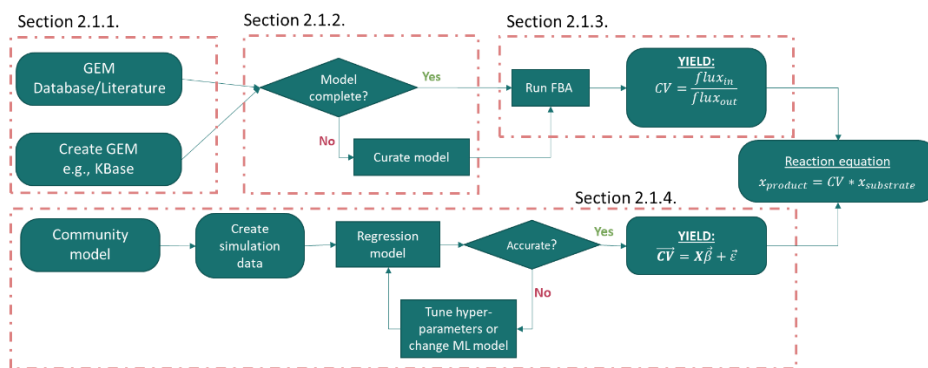 Section 2.1.1.
Section 2.1.2.
Section 2.1.3.
GEM
Database/Literature
Create GEM
e.g., KBase
Model
complete?
Yes
No
Curate model
Run FBA
YIELD:
CV = flux_in / flux_out
Reaction equation
x_product = CV * x_substrate
Section 2.1.4.
Community
model
Create
simulation
data
Regression
model
Accurate?
Yes
No
Tune hyper-
parameters or
change ML model
YIELD:
C⃗V⃗ = Xβ⃗ + ε⃗